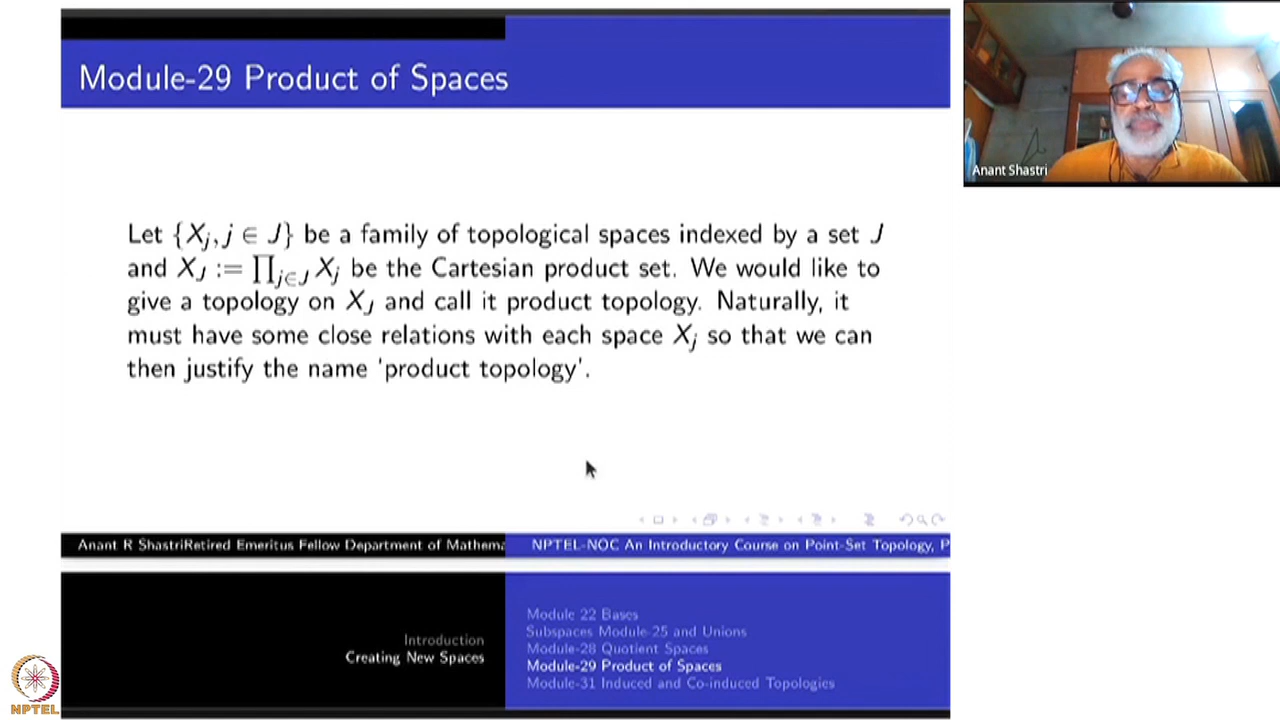 Module-29 Product of Spaces
Anant Shastri
Let {X_j, j ∈ J} be a family of topological spaces indexed by a set J
and X_J := ∏_{j∈J} X_j be the Cartesian product set. We would like to
give a topology on X_J and call it product topology. Naturally, it
must have some close relations with each space X_j so that we can
then justify the name 'product topology'.
Anant R ShastriRetired Emeritus Fellow Department of Mathema
NPTEL-NOC An Introductory Course on Point-Set Topology, P
Introduction
Creating New Spaces
Module 22 Bases
Subspaces Module-25 and Unions
Module-28 Quotient Spaces
Module-29 Product of Spaces
Module-31 Induced and Co-induced Topologies
NPTEL